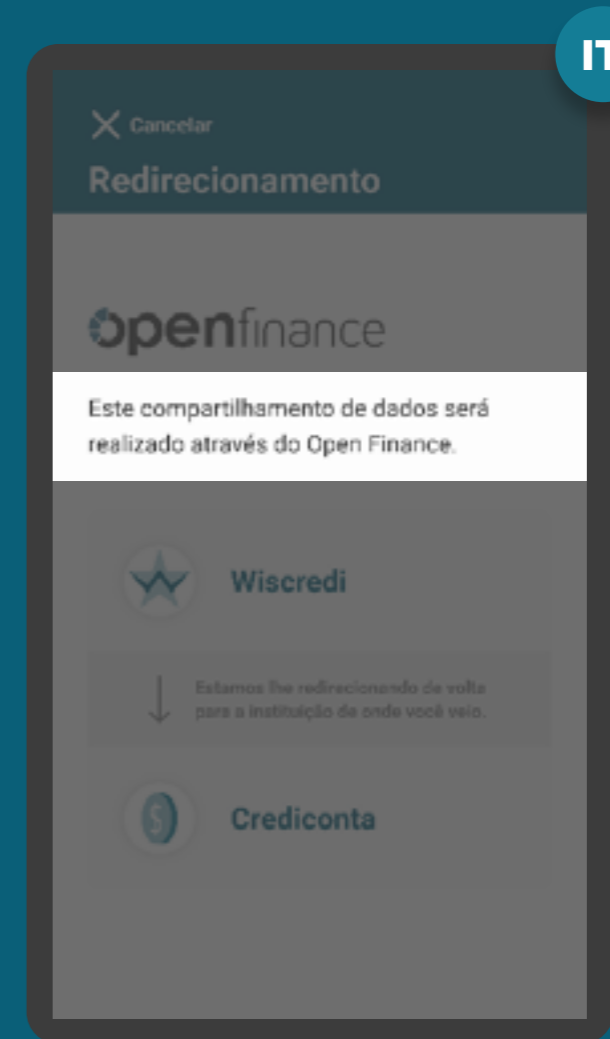 IT
Cancelar
Redirecionamento
openfinance
Este compartilhamento de dados será
realizado através do Open Finance.
Wiscredi
Estamos lhe redirecionando de volta
para a instituição de onde você veio.
Crediconta